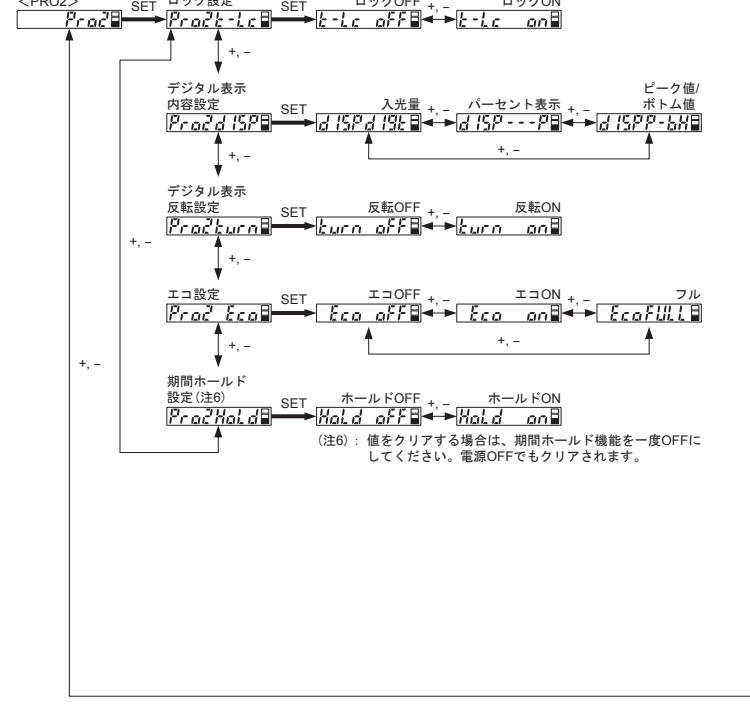 <PRO2>
SET
ロック設定
SET
ロックOFF
+, −
ロックON
Pro2
Pro2t-Lc
t-Lc oFF
t-Lc on
+, −
デジタル表示
内容設定
SET
入光量
+, −
パーセント表示
+, −
ピーク値/
ボトム値
Pro2dISP
dISPdIgt
dISP---P
dISPP-bH
+, −
+, −
デジタル表示
反転設定
SET
反転OFF
+, −
反転ON
Pro2turn
turn oFF
turn on
+, −
+, −
エコ設定
SET
エコOFF
+, −
エコON
+, −
フル
Pro2 Eco
Eco oFF
Eco on
EcoFULL
+, −
+, −
+, −
期間ホールド
設定(注6)
SET
ホールドOFF
+, −
ホールドON
Pro2HoLd
HoLd oFF
HoLd on
(注6) : 値をクリアする場合は、期間ホールド機能を一度OFFに
してください。電源OFFでもクリアされます。